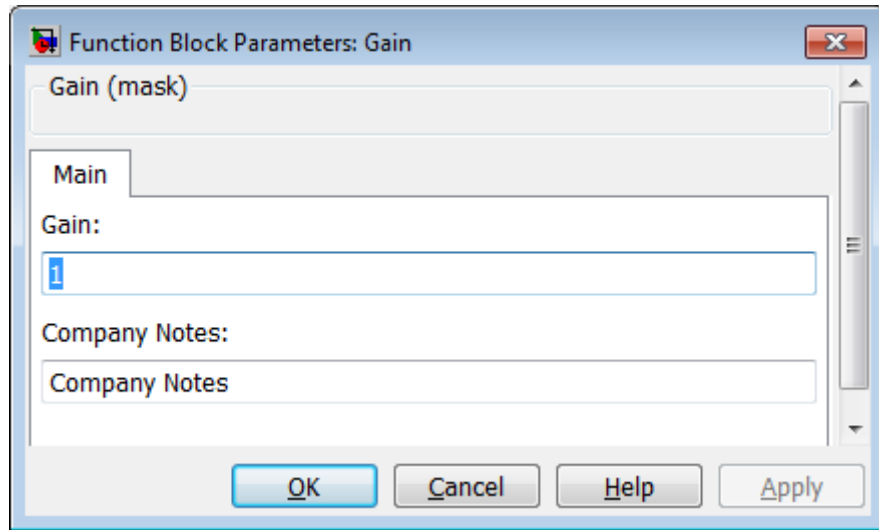 Function Block Parameters: Gain
Gain (mask)
Main
Gain:
1
Company Notes:
Company Notes
OK Cancel Help Apply